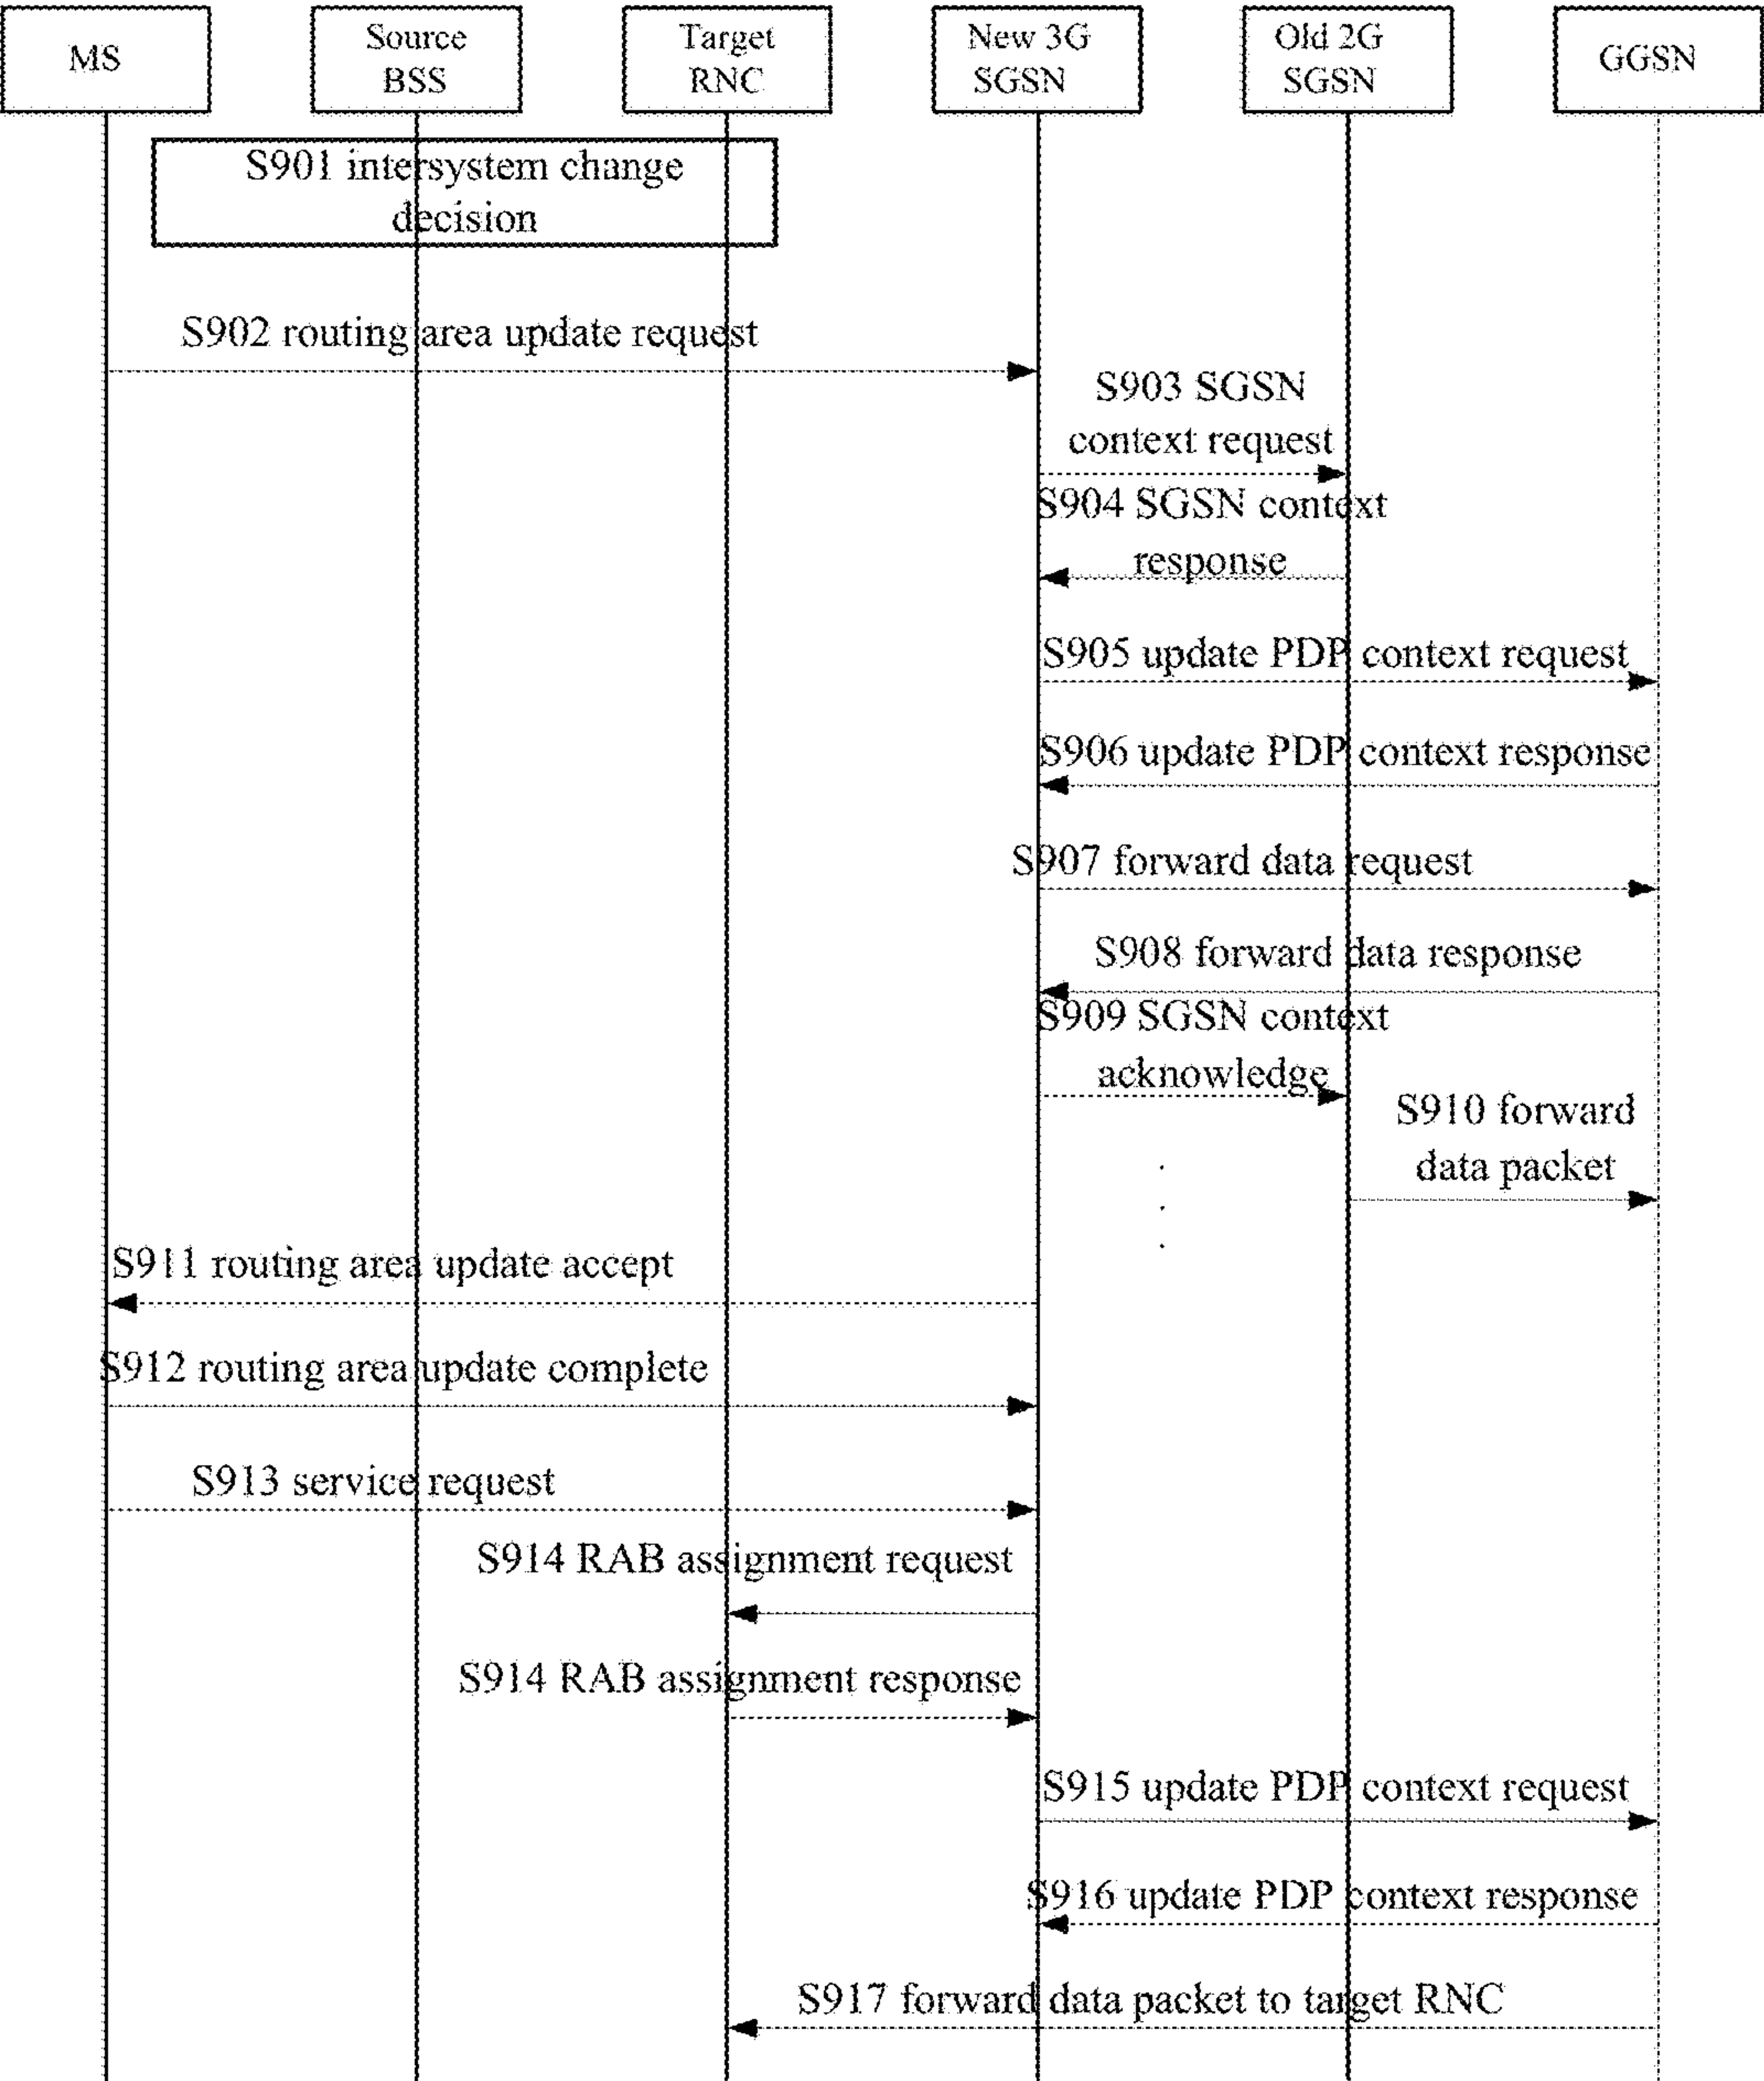 MS
Source
BSS
Target
RNC
New 3G
SGSN
Old 2G
SGSN
GGSN
S901 intersystem change
decision
S902 routing area update request
S903 SGSN
context request
S904 SGSN context
response
S905 update PDP context request
S906 update PDP context response
S907 forward data request
S908 forward data response
S909 SGSN context
acknowledge
S910 forward
data packet
S911 routing area update accept
S912 routing area update complete
S913 service request
S914 RAB assignment request
S914 RAB assignment response
S915 update PDP context request
S916 update PDP context response
S917 forward data packet to target RNC